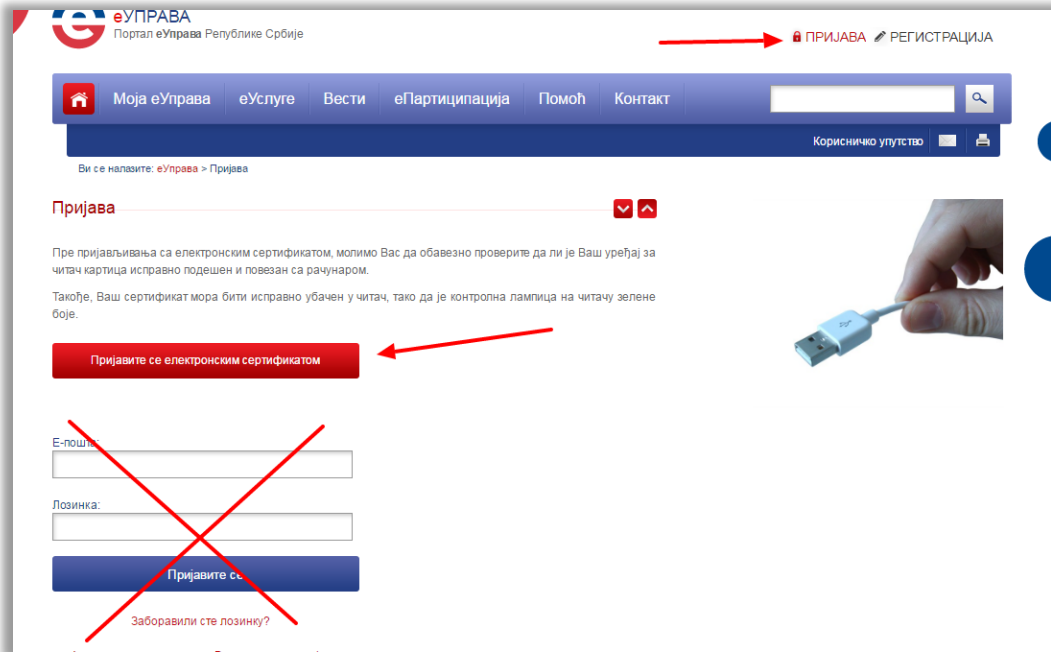 еУПРАВА
Портал еУправа Републике Србије
ПРИЈАВА РЕГИСТРАЦИЈА
Моја еУправа еУслуге Вести еПартиципација Помоћ Контакт
Корисничко упутство
Ви се налазите: еУправа > Пријава
Пријава
Пре пријављивања са електронским сертификатом, молимо Вас да обавезно проверите да ли је Ваш уређај за
читач картица исправно подешен и повезан са рачунаром.
Такође, Ваш сертификат мора бити исправно убачен у читач, тако да је контролна лампица на читачу зелене
боје.
Пријавите се електронским сертификатом
Е-пошта:
Лозинка:
Пријавите се
Заборавили сте лозинку?